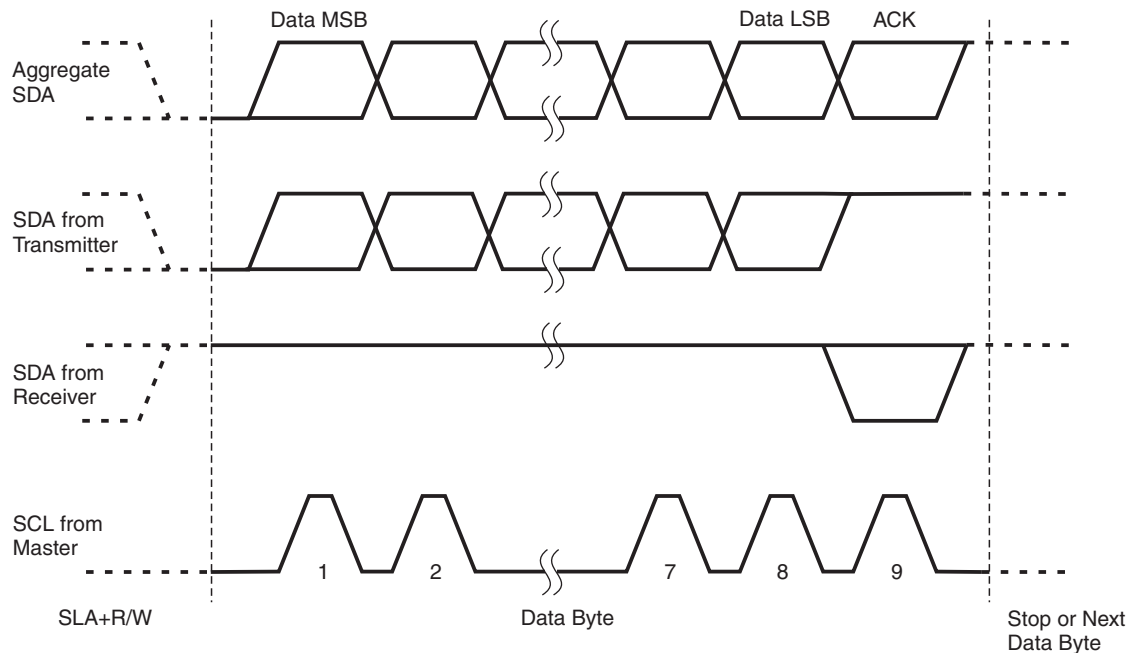 Data MSB
Data LSB
ACK
Aggregate
SDA
SDA from
Transmitter
SDA from
Receiver
SCL from
Master
1
2
7
8
9
SLA+R/W
Data Byte
Stop or Next
Data Byte